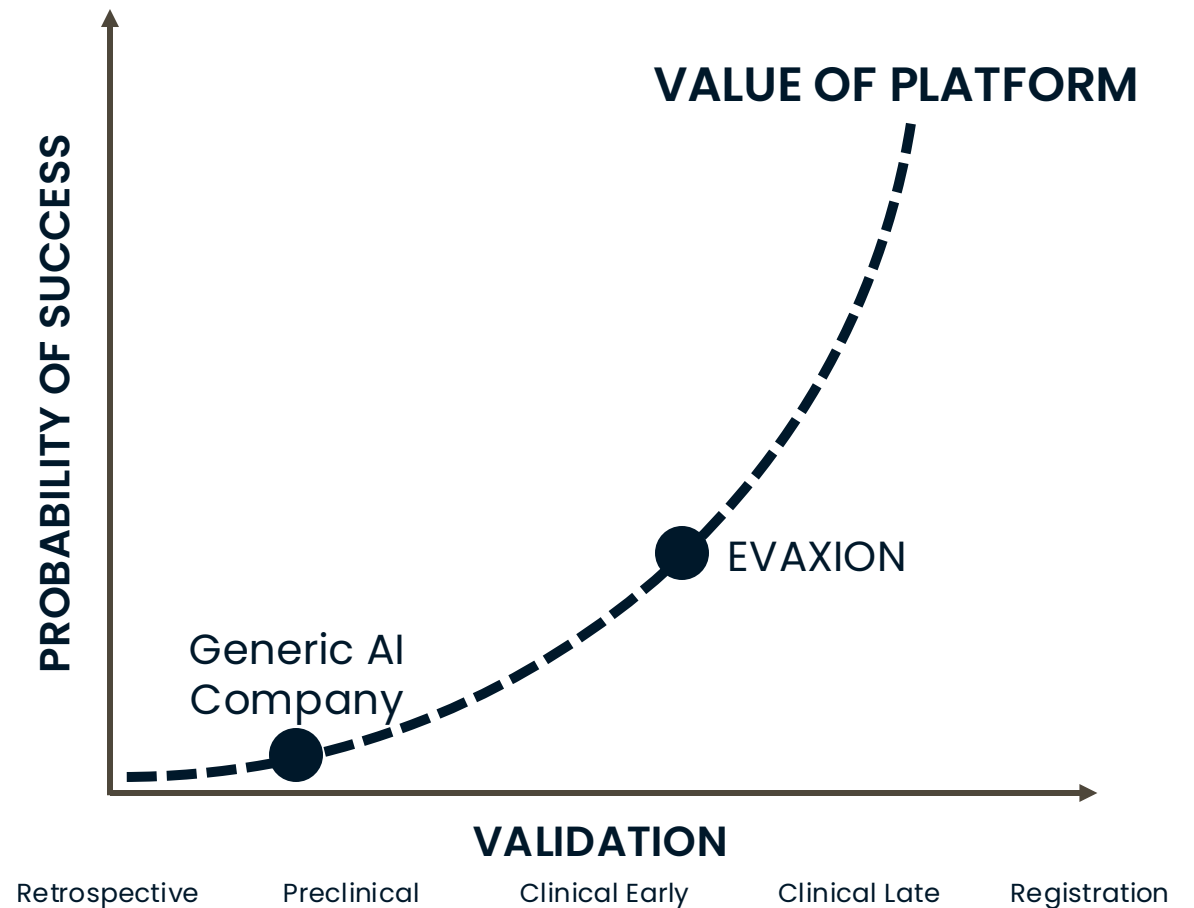 VALUE OF PLATFORM
PROBABILITY OF SUCCESS
EVAXION
Generic AI
Company
VALIDATION
Retrospective
Preclinical
Clinical Early
Clinical Late
Registration